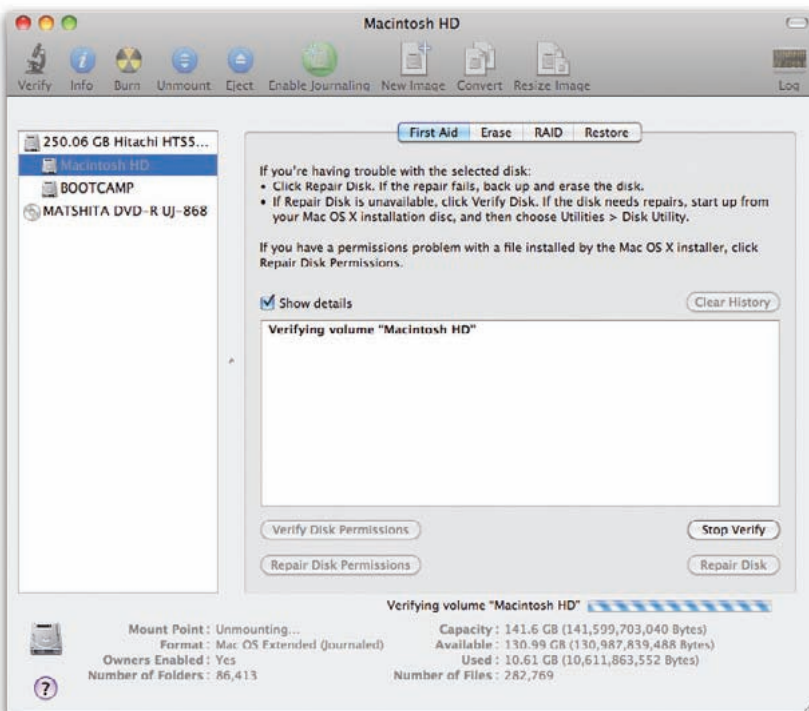 Macintosh HD
Verify Info Burn Unmount Eject Enable Journaling New Image Convert Resize Image Log
250.06 GB Hitachi HTS5...
Macintosh HD
BOOTCAMP
MATSHITA DVD-R UJ-868
First Aid Erase RAID Restore
If you're having trouble with the selected disk:
• Click Repair Disk. If the repair fails, back up and erase the disk.
• If Repair Disk is unavailable, click Verify Disk. If the disk needs repairs, start up from
your Mac OS X installation disc, and then choose Utilities > Disk Utility.
If you have a permissions problem with a file installed by the Mac OS X installer, click
Repair Disk Permissions.
Show details
Clear History
Verifying volume "Macintosh HD"
Verify Disk Permissions
Stop Verify
Repair Disk Permissions
Repair Disk
Verifying volume "Macintosh HD"
Mount Point : Unmounting...
Format : Mac OS Extended (Journaled)
Owners Enabled : Yes
Number of Folders : 86,413
Capacity : 141.6 GB (141,599,703,040 Bytes)
Available : 130.99 GB (130,987,839,488 Bytes)
Used : 10.61 GB (10,611,863,552 Bytes)
Number of Files : 282,769
?